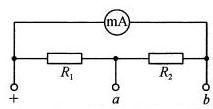 mA
R₁ R₂
+ a b